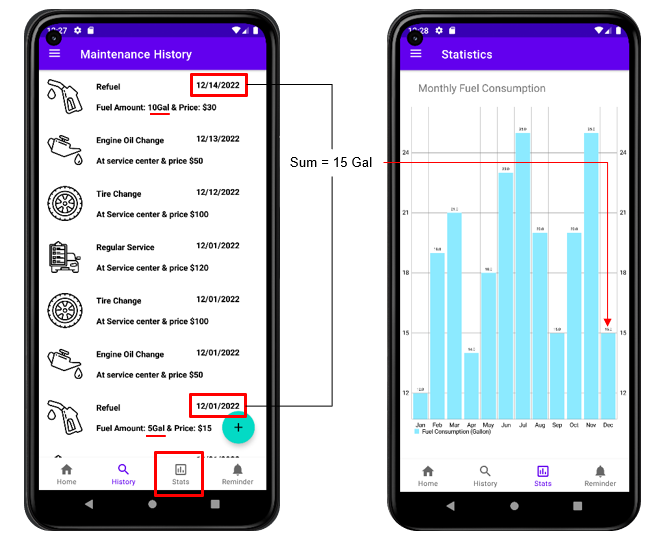 12:27
Maintenance History
Refuel 12/14/2022
Fuel Amount: 10Gal & Price: $30
Engine Oil Change 12/13/2022
At service center & price $50
Tire Change 12/12/2022
At Service center & price $100
Regular Service 12/01/2022
At Service center & price $120
Tire Change 12/01/2022
At Service center & price $100
Engine Oil Change 12/01/2022
At service center & price $50
Refuel 12/01/2022
Fuel Amount: 5Gal & Price: $15
+
Home History Stats Reminder
Sum = 15 Gal
12:28
Statistics
Monthly Fuel Consumption
24 24
21 21
18 18
15 15
12 12
Jan Feb Mar Apr May Jun Jul Aug Sep Oct Nov Dec
Fuel Consumption (Gallon)
Home History Stats Reminder